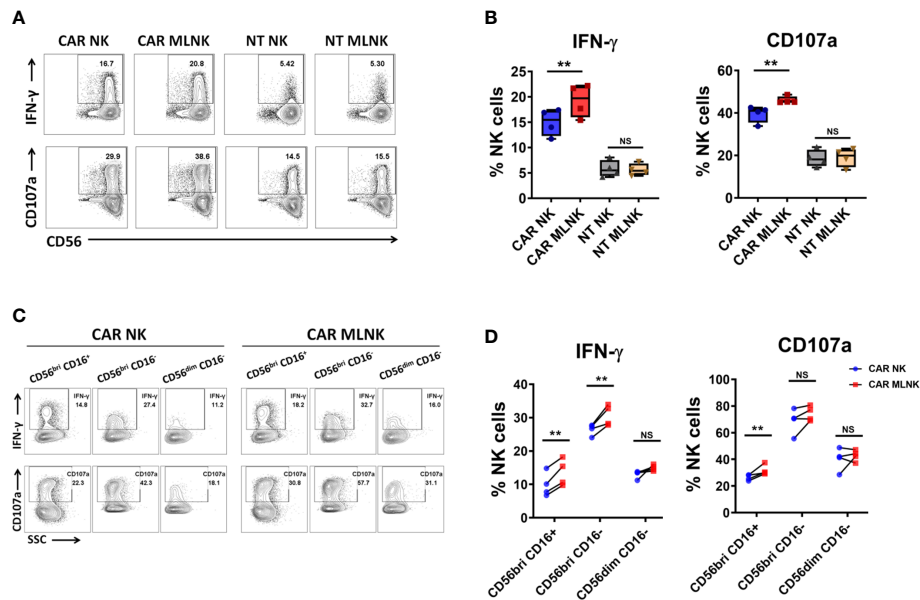 A
CAR NK CAR MLNK NT NK NT MLNK
IFN-γ
16.7 20.8 5.42 5.30
CD107a
29.9 38.6 14.5 15.5
CD56
B
IFN-γ
% NK cells
25
20
15
10
5
0
** NS
CAR NK CAR MLNK NT NK NT MLNK
CD107a
% NK cells
60
40
20
0
** NS
CAR NK CAR MLNK NT NK NT MLNK
C
CAR NK CAR MLNK
CD56bri CD16+ CD56bri CD16- CD56dim CD16- CD56bri CD16+ CD56bri CD16- CD56dim CD16-
IFN-γ
IFN-γ IFN-γ IFN-γ IFN-γ IFN-γ IFN-γ
14.8 27.4 11.2 18.2 32.7 16.0
CD107a
CD107a CD107a CD107a CD107a CD107a CD107a
22.3 42.3 18.1 30.8 57.7 31.1
SSC
D
IFN-γ
% NK cells
40
30
20
10
0
** ** NS
CD56bri CD16+ CD56bri CD16- CD56dim CD16-
CD107a
% NK cells
100
80
60
40
20
0
** NS NS
CD56bri CD16+ CD56bri CD16- CD56dim CD16-
CAR NK
CAR MLNK